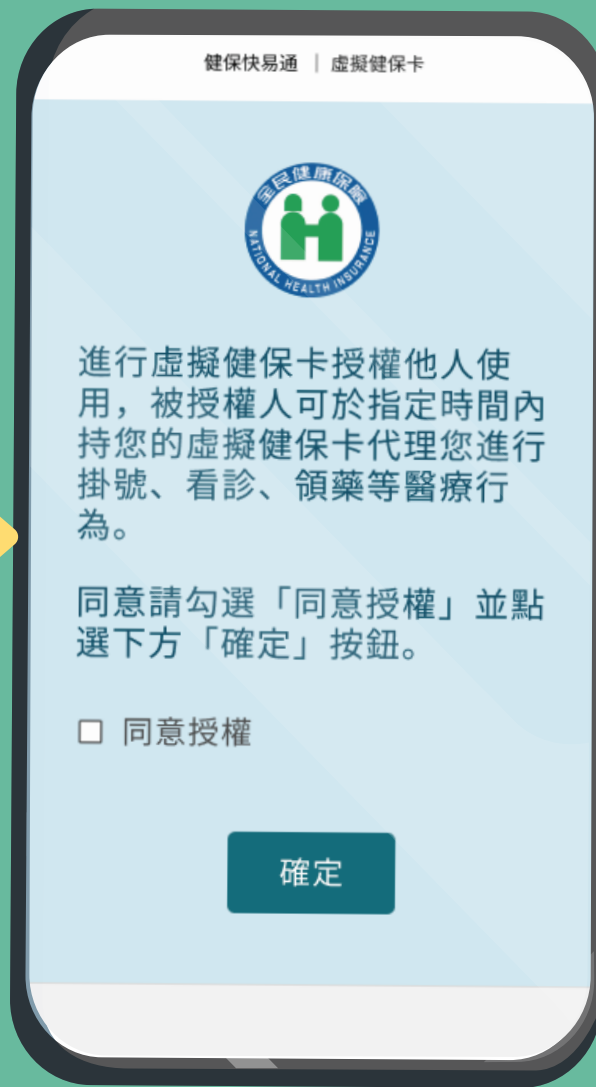 健保快易通 | 虛擬健保卡
全民健康保險
NATIONAL HEALTH INSURANCE
進行虛擬健保卡授權他人使
用，被授權人可於指定時間內
持您的虛擬健保卡代理您進行
掛號、看診、領藥等醫療行
為。
同意請勾選「同意授權」並點
選下方「確定」按鈕。
同意授權
確定